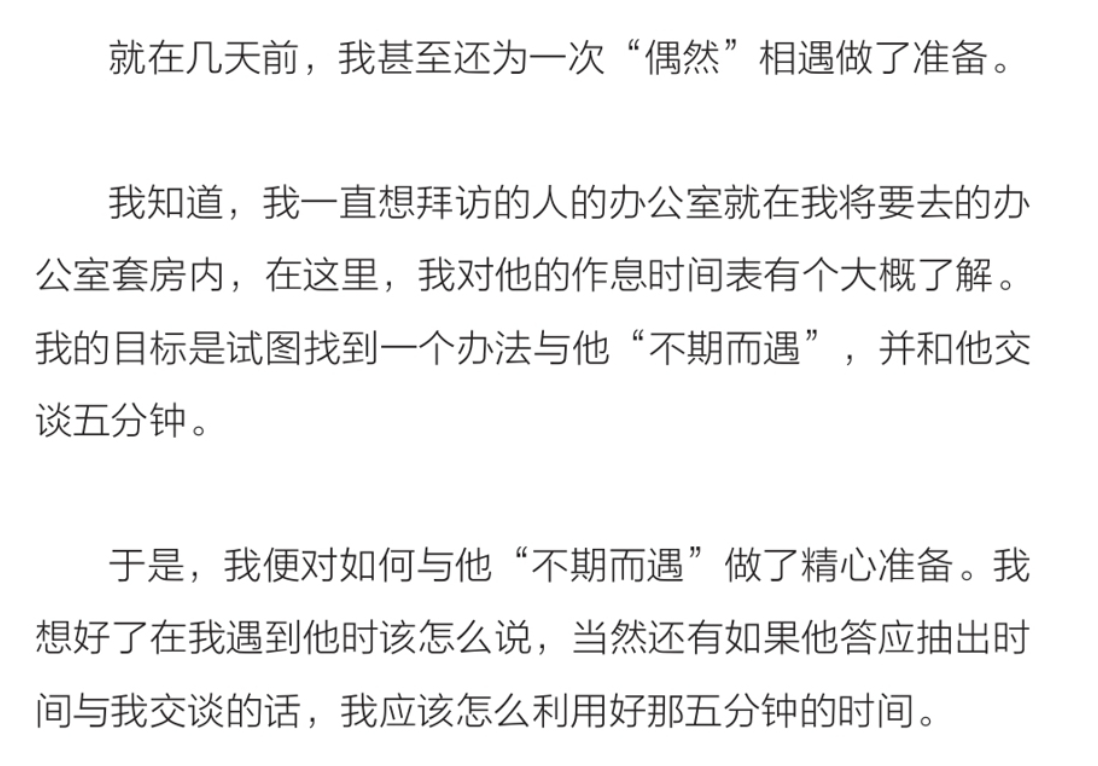 就在几天前，我甚至还为一次“偶然”相遇做了准备。
我知道，我一直想拜访的人的办公室就在我将要去的办
公室套房内，在这里，我对他的作息时间表有个大概了解。
我的目标是试图找到一个办法与他“不期而遇”，并和他交
谈五分钟。
于是，我便对如何与他“不期而遇”做了精心准备。我
想好了在我遇到他时该怎么说，当然还有如果他答应抽出时
间与我交谈的话，我应该怎么利用好那五分钟的时间。